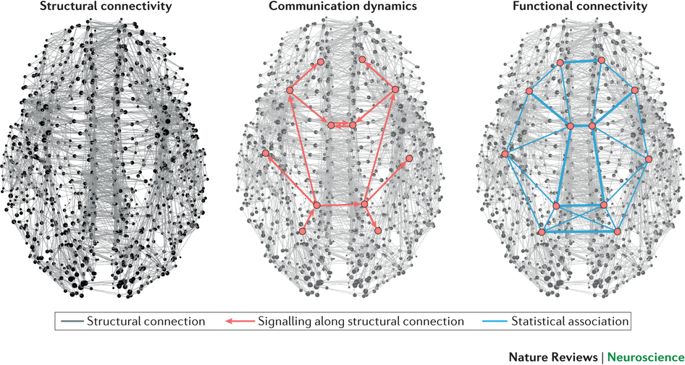 Structural connectivity
Communication dynamics
Functional connectivity
Structural connection
Signalling along structural connection
Statistical association
Nature Reviews | Neuroscience